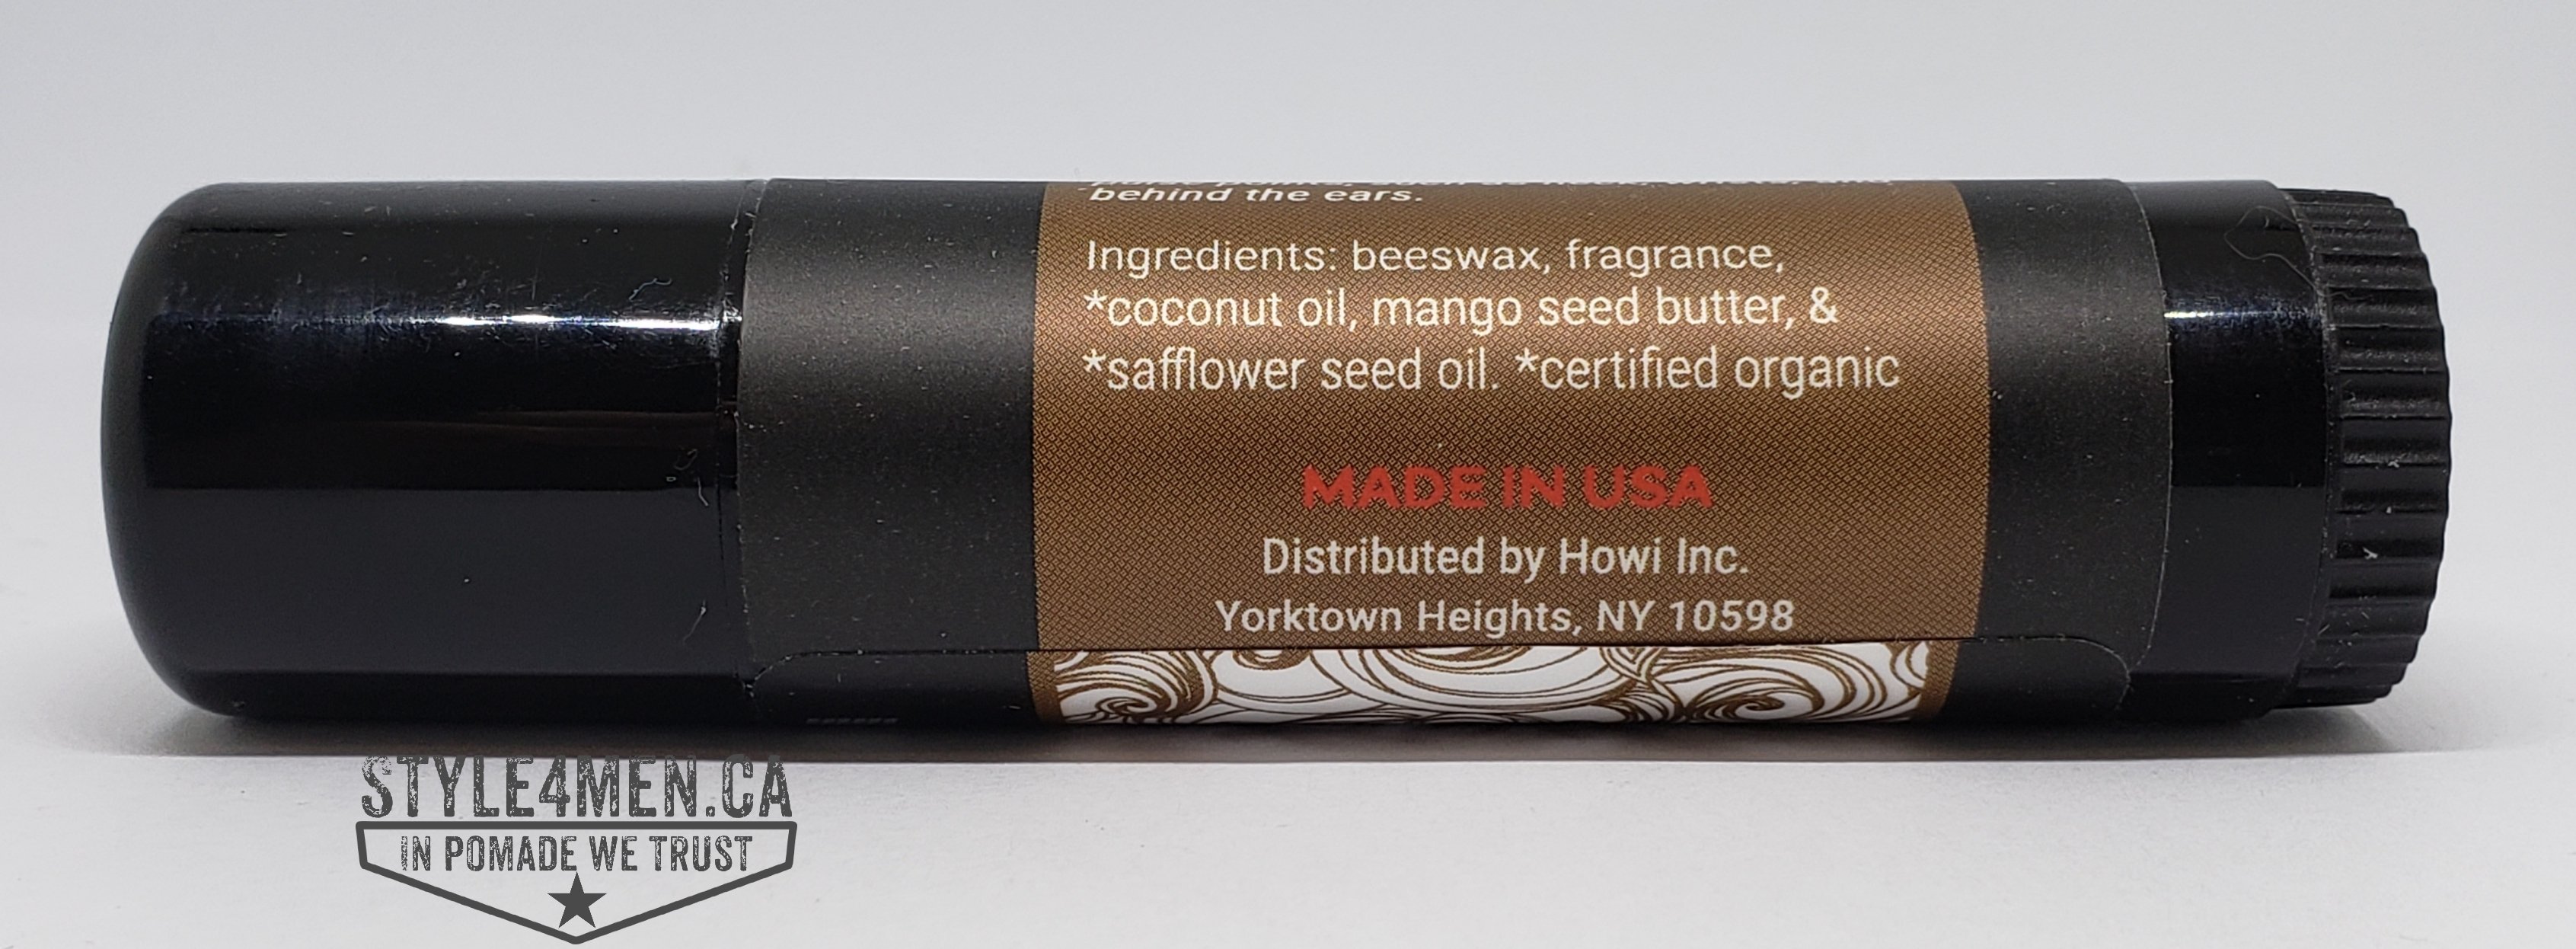 behind the ears.
Ingredients: beeswax, fragrance,
*coconut oil, mango seed butter, &
*safflower seed oil. *certified organic
MADE IN USA
Distributed by Howi Inc.
Yorktown Heights, NY 10598
STYLE4MEN.CA
IN POMADE WE TRUST